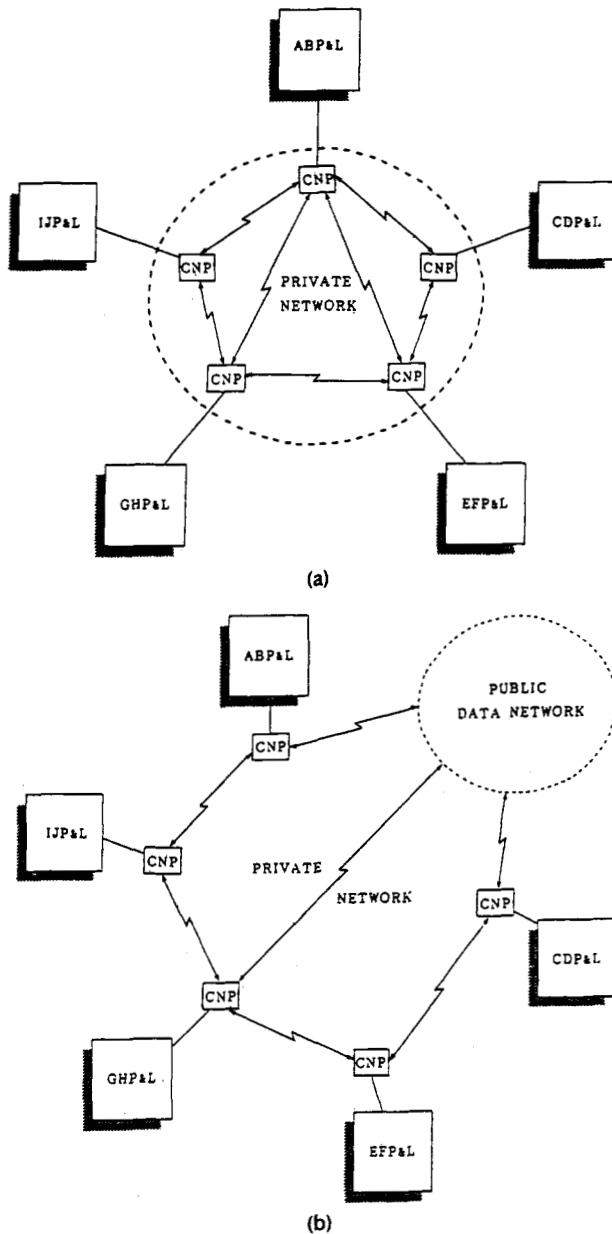 ABP&L
CNP
IJP&L
CDP&L
CNP
CNP
PRIVATE
NETWORK
CNP
CNP
GHP&L
EFP&L
(a)
ABP&L
PUBLIC
DATA NETWORK
CNP
IJP&L
CNP
PRIVATE
NETWORK
CNP
CDP&L
CNP
GHP&L
CNP
EFP&L
(b)